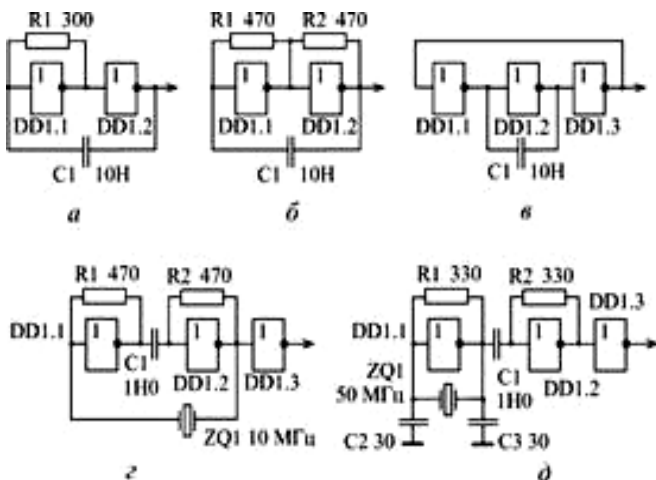 R1 300
1
1
DD1.1
DD1.2
C1 10Н
а
R1 470
R2 470
1
1
DD1.1
DD1.2
C1 10Н
б
1
1
1
DD1.1
DD1.2
DD1.3
C1 10Н
в
R1 470
R2 470
DD1.1
1
1
1
C1
1Н0
DD1.2
DD1.3
ZQ1 10 МГц
г
R1 330
R2 330
DD1.3
DD1.1
1
1
1
ZQ1
50 МГц
C1
1Н0
DD1.2
C2 30
C3 30
д